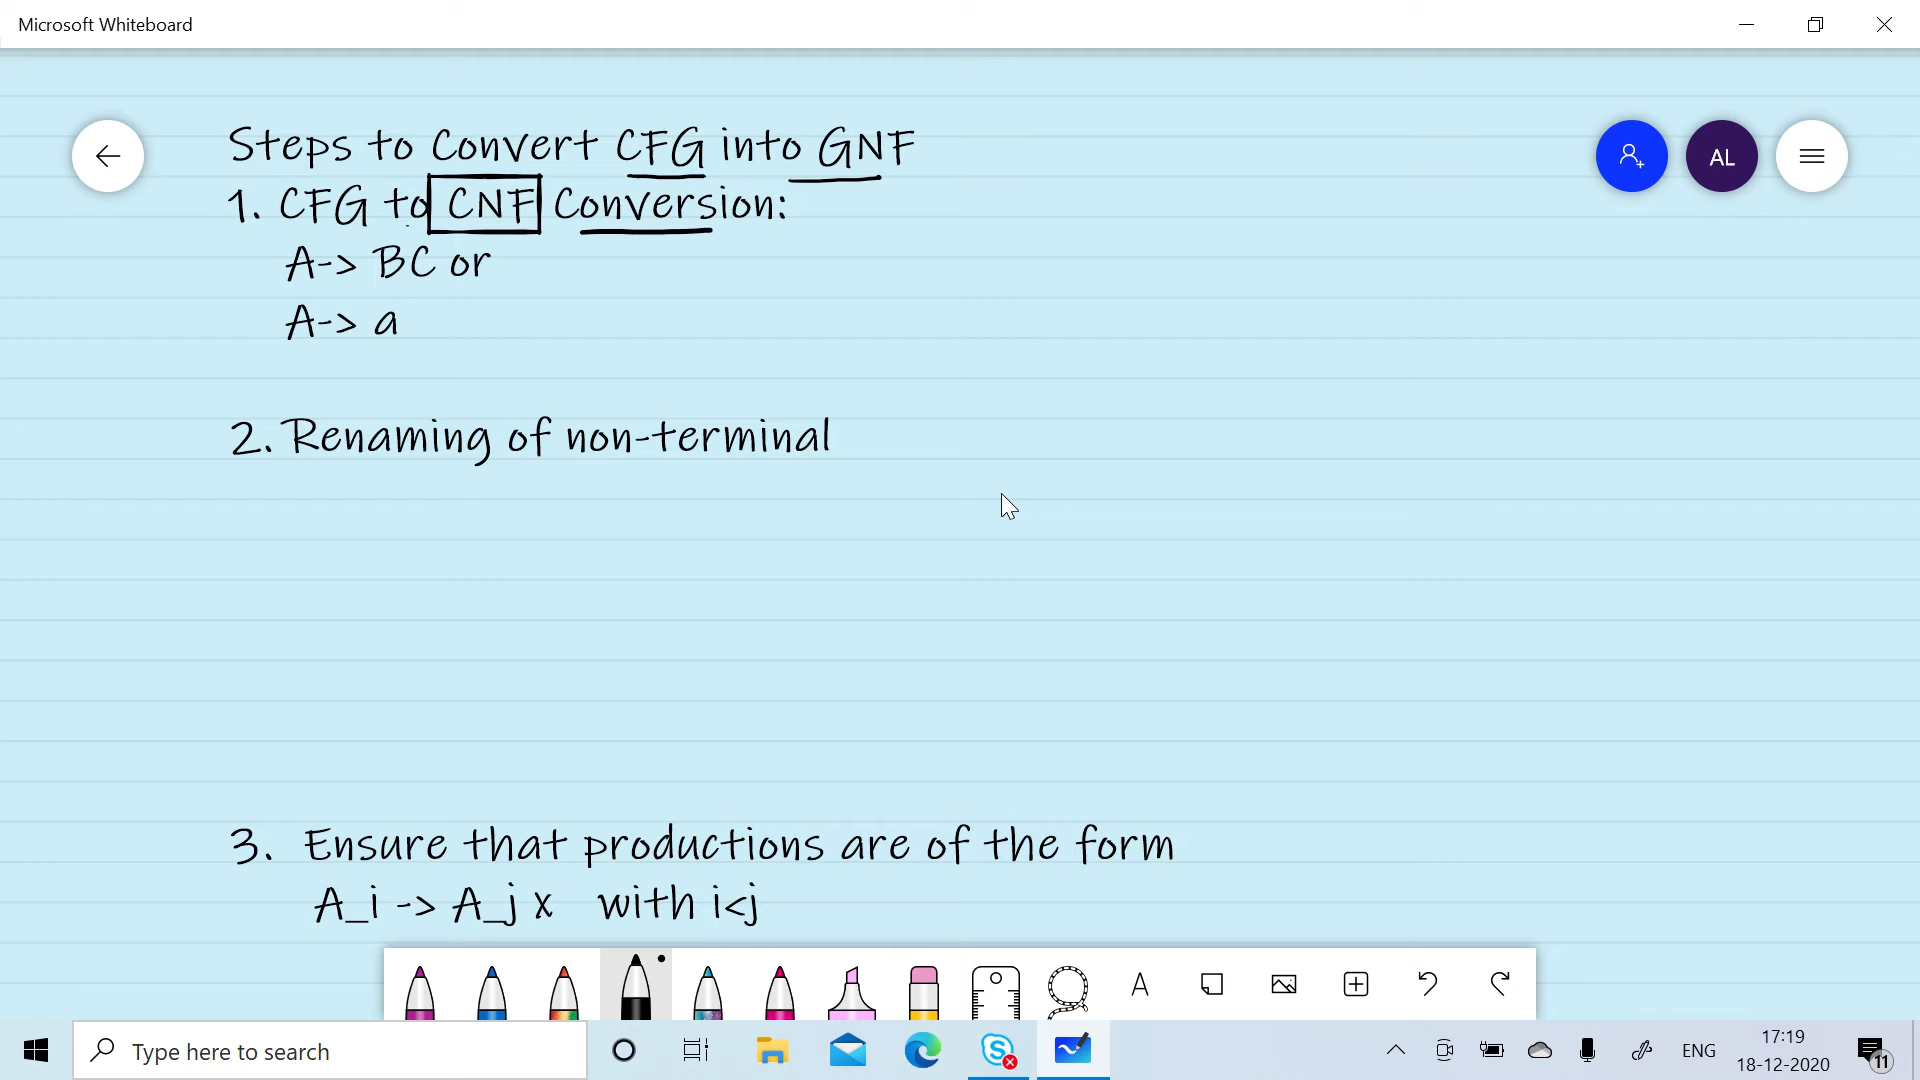 Microsoft Whiteboard
Steps to Convert CFG into GNF
1. CFG to CNF Conversion:
A-> BC or
A-> a
2. Renaming of non-terminal
3. Ensure that productions are of the form
A_i -> A_j x with i<j
AL
A
Type here to search
ENG
17:19
18-12-2020
11